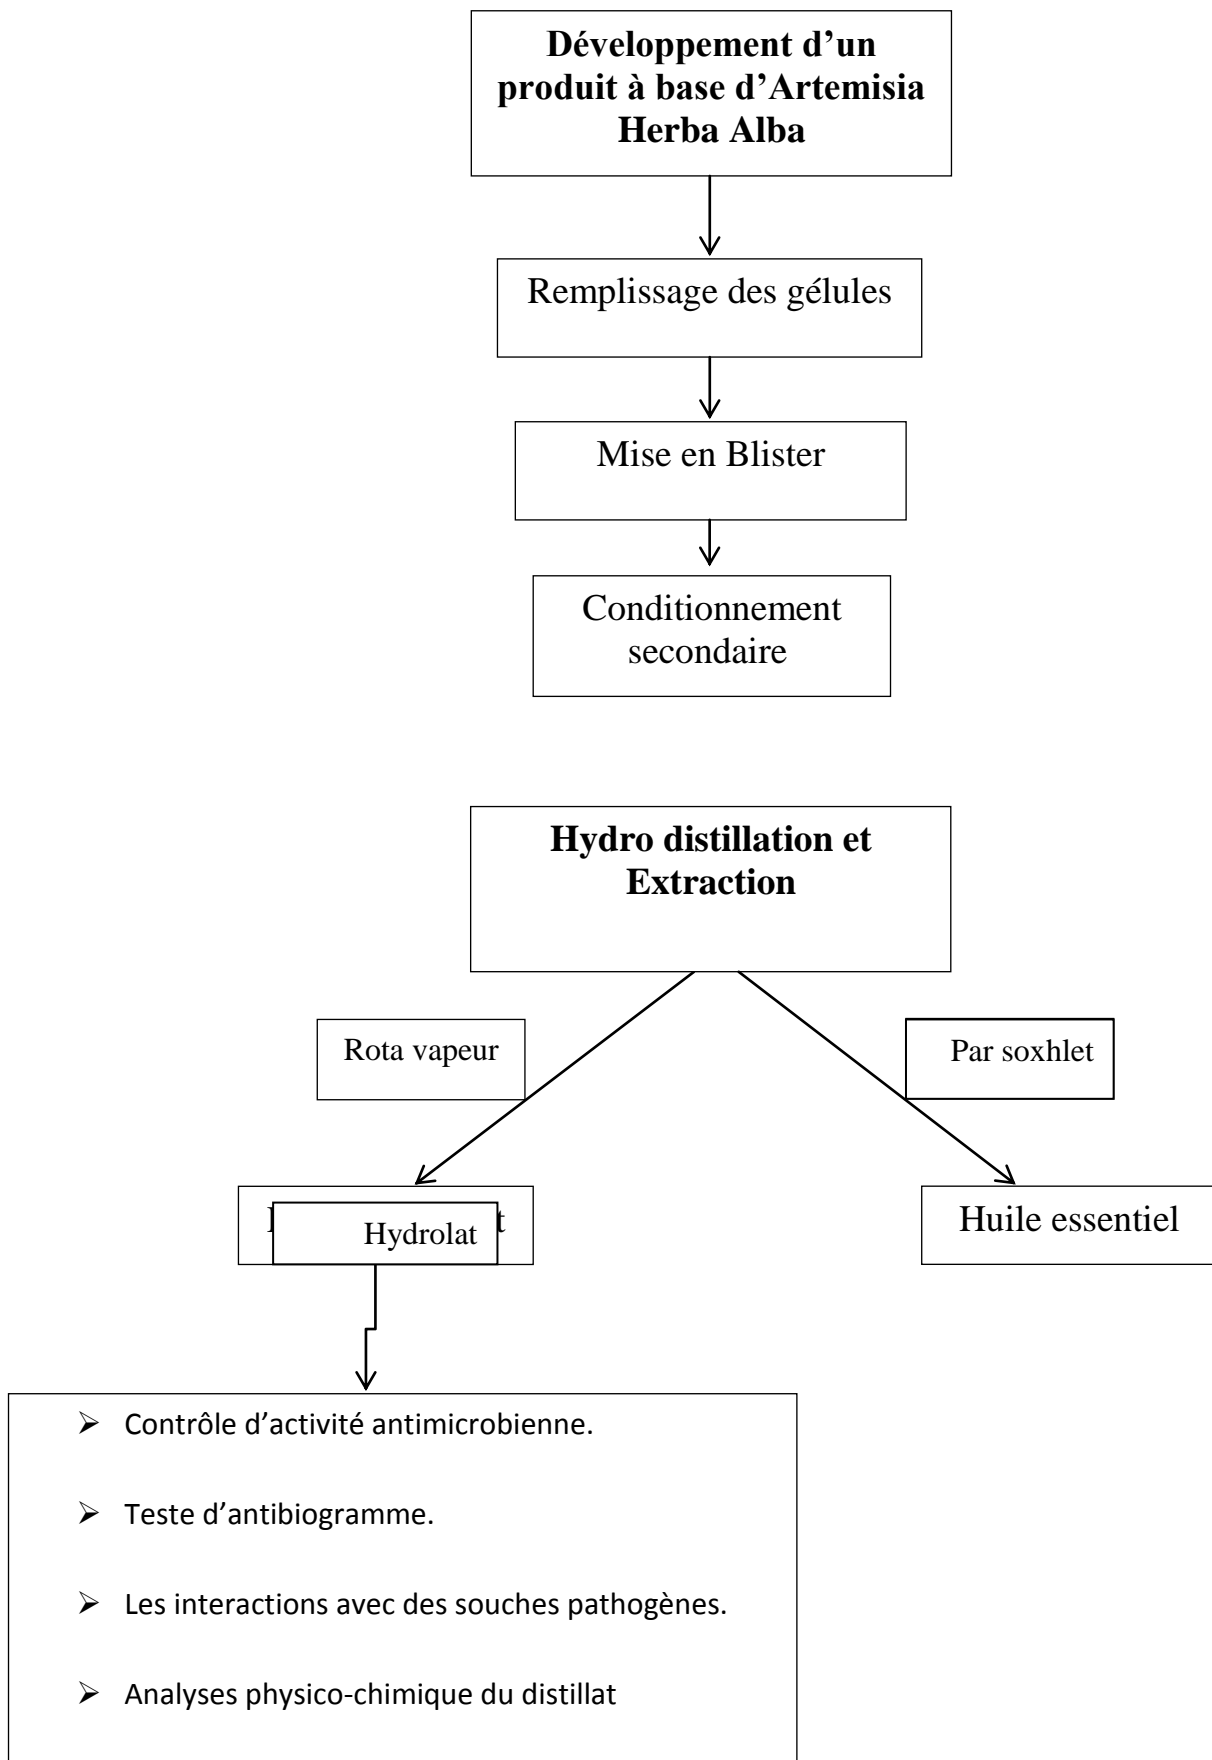 Développement d’un
produit à base d’Artemisia
Herba Alba
Remplissage des gélules
Mise en Blister
Conditionnement
secondaire
Hydro distillation et
Extraction
Rota vapeur
Par soxhlet
Hydrolat
Huile essentiel
➢ Contrôle d’activité antimicrobienne.
➢ Teste d’antibiogramme.
➢ Les interactions avec des souches pathogènes.
➢ Analyses physico-chimique du distillat